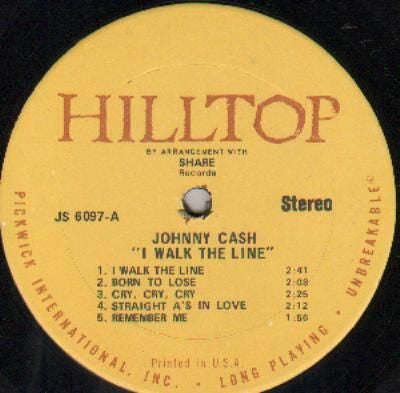 HILLTOP
BY ARRANGEMENT WITH
SHARE
Records
JS 6097-A
Stereo
JOHNNY CASH
"I WALK THE LINE"
1. I WALK THE LINE 2:41
2. BORN TO LOSE 2:08
3. CRY, CRY, CRY 2:25
4. STRAIGHT A'S IN LOVE 2:12
5. REMEMBER ME 1:56
Printed in U.S.A.
PICKWICK INTERNATIONAL, INC. • LONG PLAYING • UNBREAKABLE®